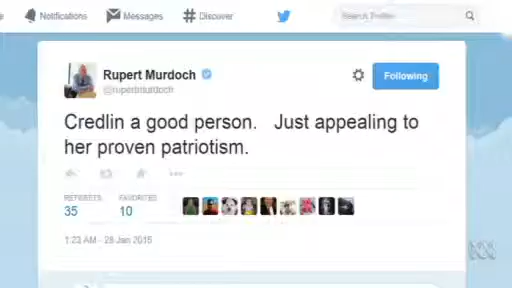 Notifications Messages # Discover Search Twitter
Rupert Murdoch
@rupertmurdoch
Following
Credlin a good person. Just appealing to
her proven patriotism.
RETWEETS FAVORITES
35 10
1:23 AM - 28 Jan 2015
ABC